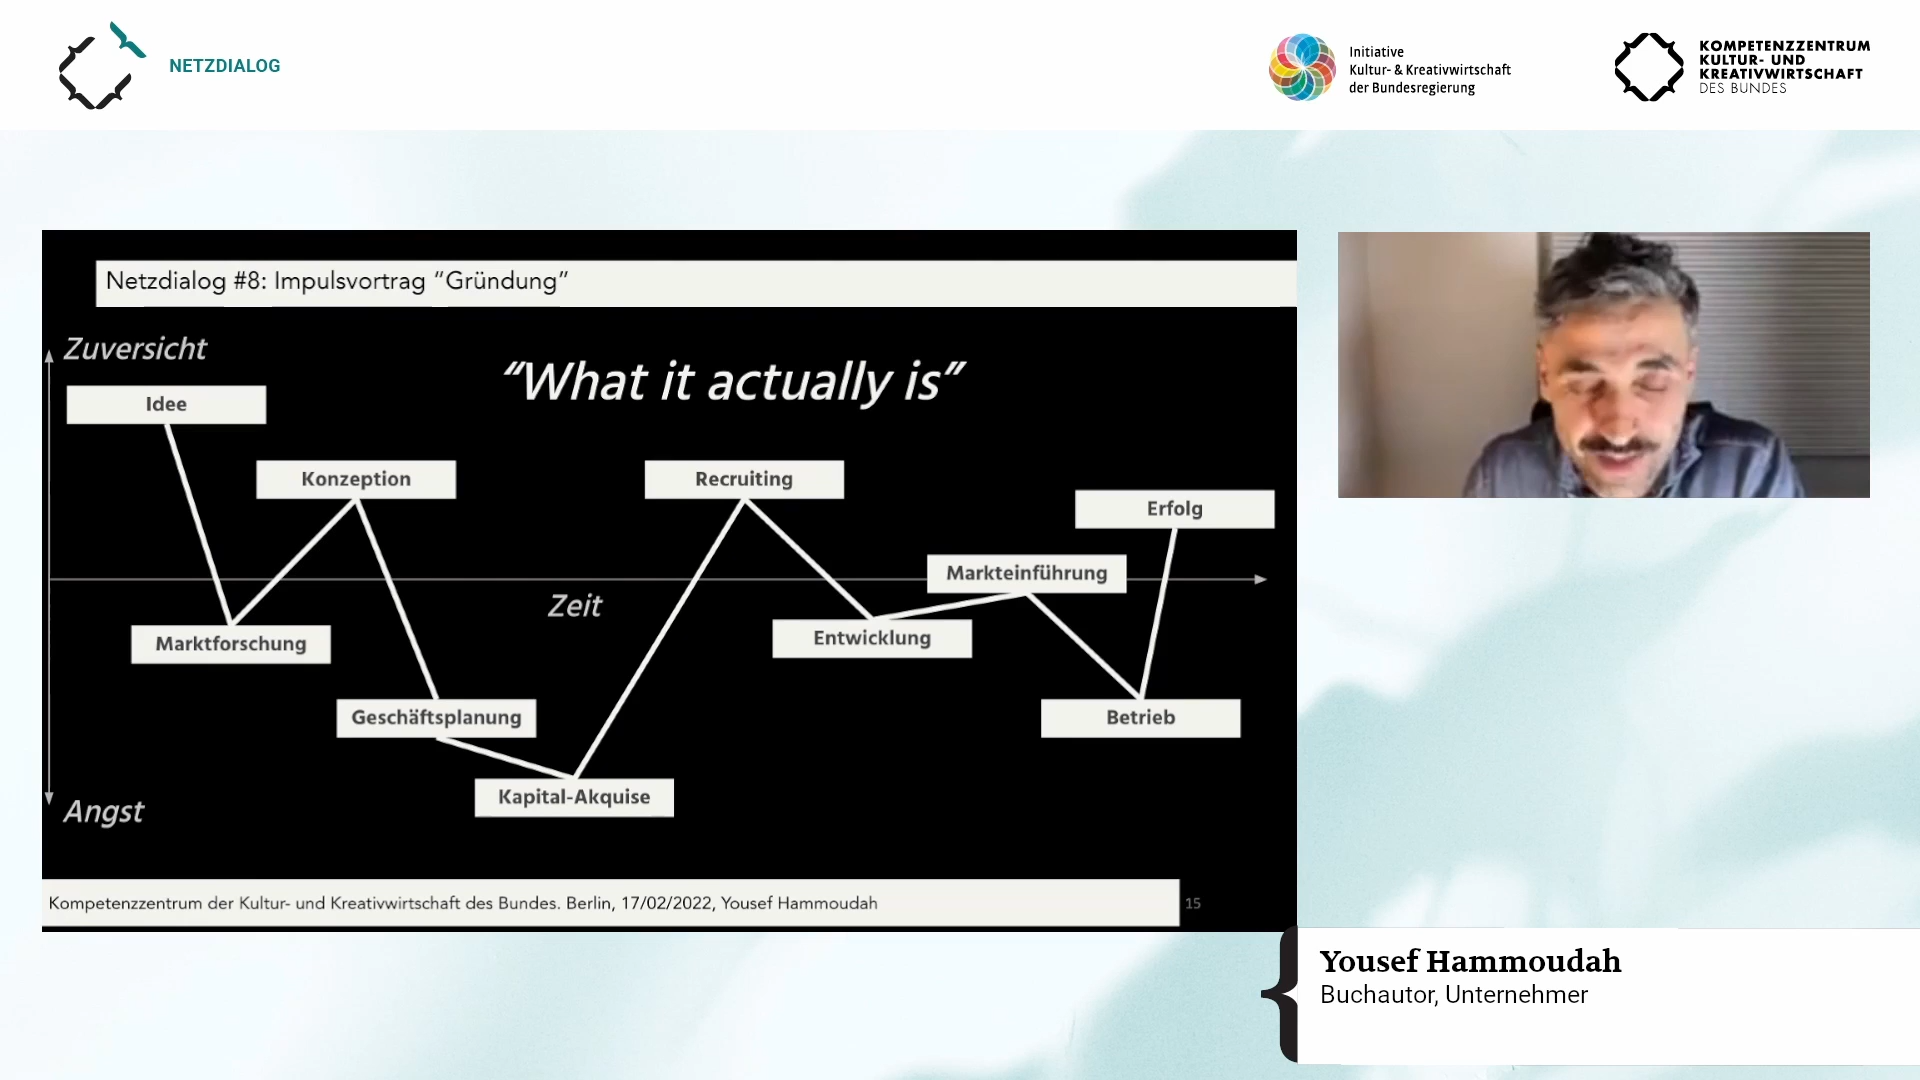 NETZDIALOG
Initiative
Kultur- & Kreativwirtschaft
der Bundesregierung
KOMPETENZZENTRUM
KULTUR- UND
KREATIVWIRTSCHAFT
DES BUNDES
Netzdialog #8: Impulsvortrag “Gründung”
Zuversicht
“What it actually is”
Idee
Konzeption
Recruiting
Erfolg
Markteinführung
Zeit
Marktforschung
Entwicklung
Geschäftsplanung
Betrieb
Kapital-Akquise
Angst
Kompetenzzentrum der Kultur- und Kreativwirtschaft des Bundes. Berlin, 17/02/2022, Yousef Hammoudah
15
Yousef Hammoudah
Buchautor, Unternehmer